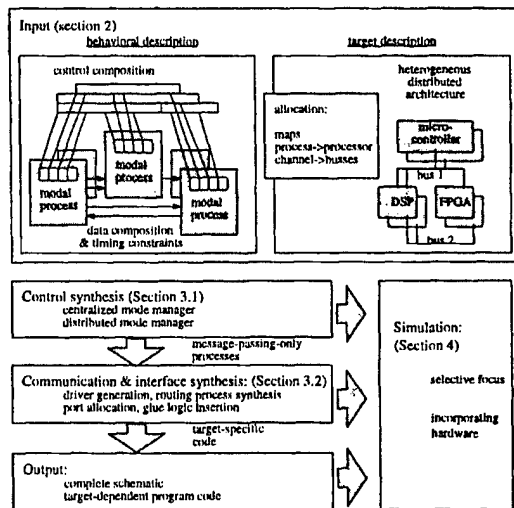 Input (section 2)
behavioral description
target description
control composition
modal
process
modal
process
modal
process
data composition
& timing constraints
allocation:
maps
process->processor
channel->busses
heterogeneous
distributed
architecture
micro-
controller
bus 1
DSP
FPGA
bus 2
Control synthesis (Section 3.1)
centralized mode manager
distributed mode manager
message-passing-only
processes
Communication & interface synthesis: (Section 3.2)
driver generation, routing process synthesis
port allocation, glue logic insertion
target-specific
code
Output:
complete schematic
target-dependent program code
Simulation:
(Section 4)
selective focus
incorporating
hardware